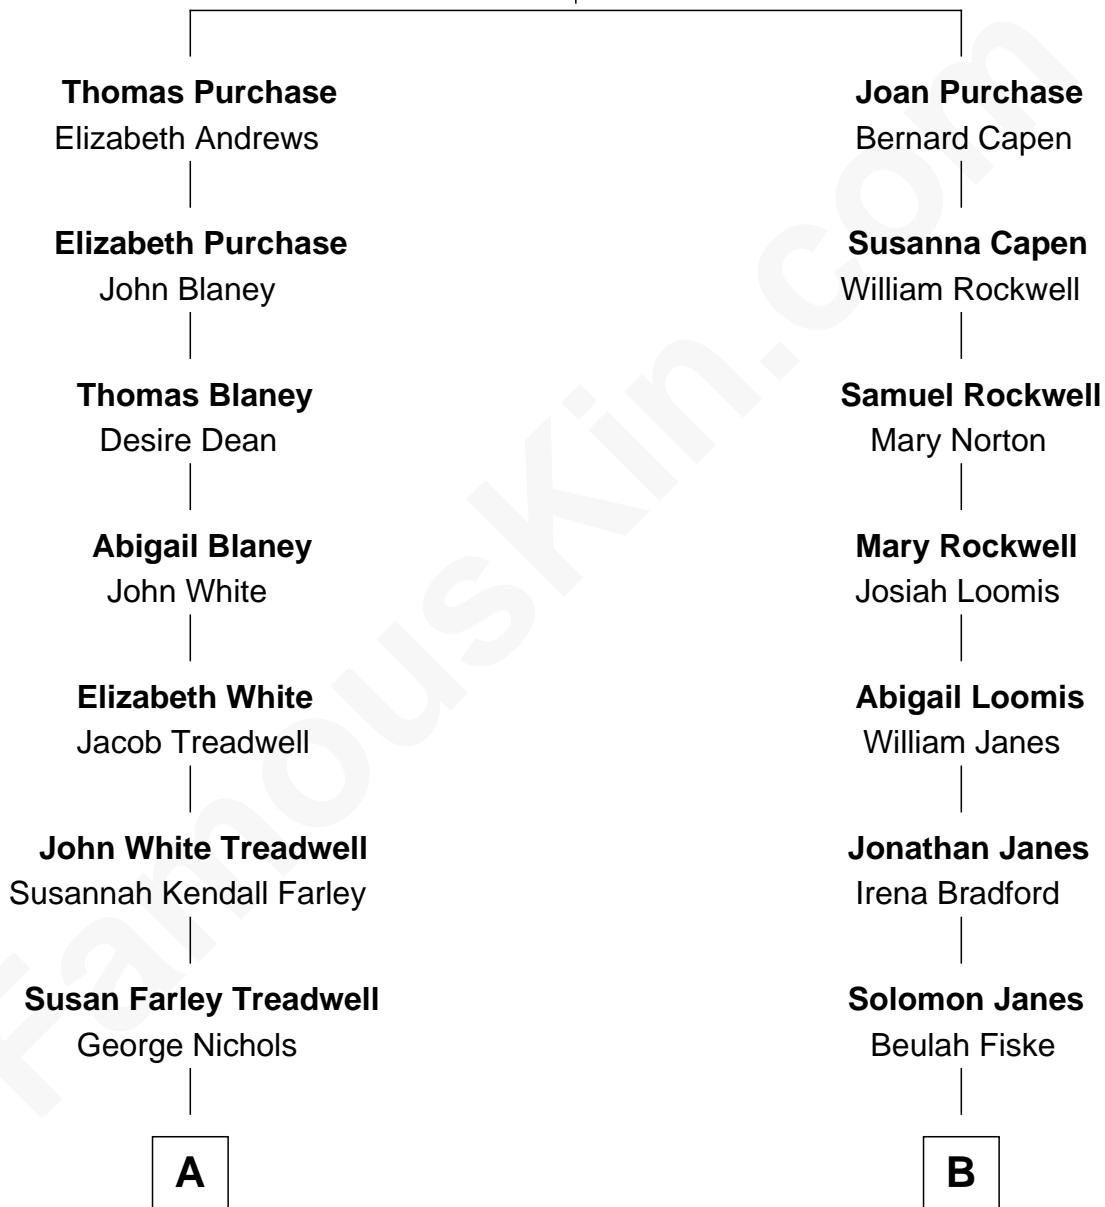 Thomas Purchase
Elizabeth Andrews
Elizabeth Purchase
John Blaney
Thomas Blaney
Desire Dean
Abigail Blaney
John White
Elizabeth White
Jacob Treadwell
John White Treadwell
Susannah Kendall Farley
Susan Farley Treadwell
George Nichols
A
Joan Purchase
Bernard Capen
Susanna Capen
William Rockwell
Samuel Rockwell
Mary Norton
Mary Rockwell
Josiah Loomis
Abigail Loomis
William Janes
Jonathan Janes
Irena Bradford
Solomon Janes
Beulah Fiske
B
FamousKin.com